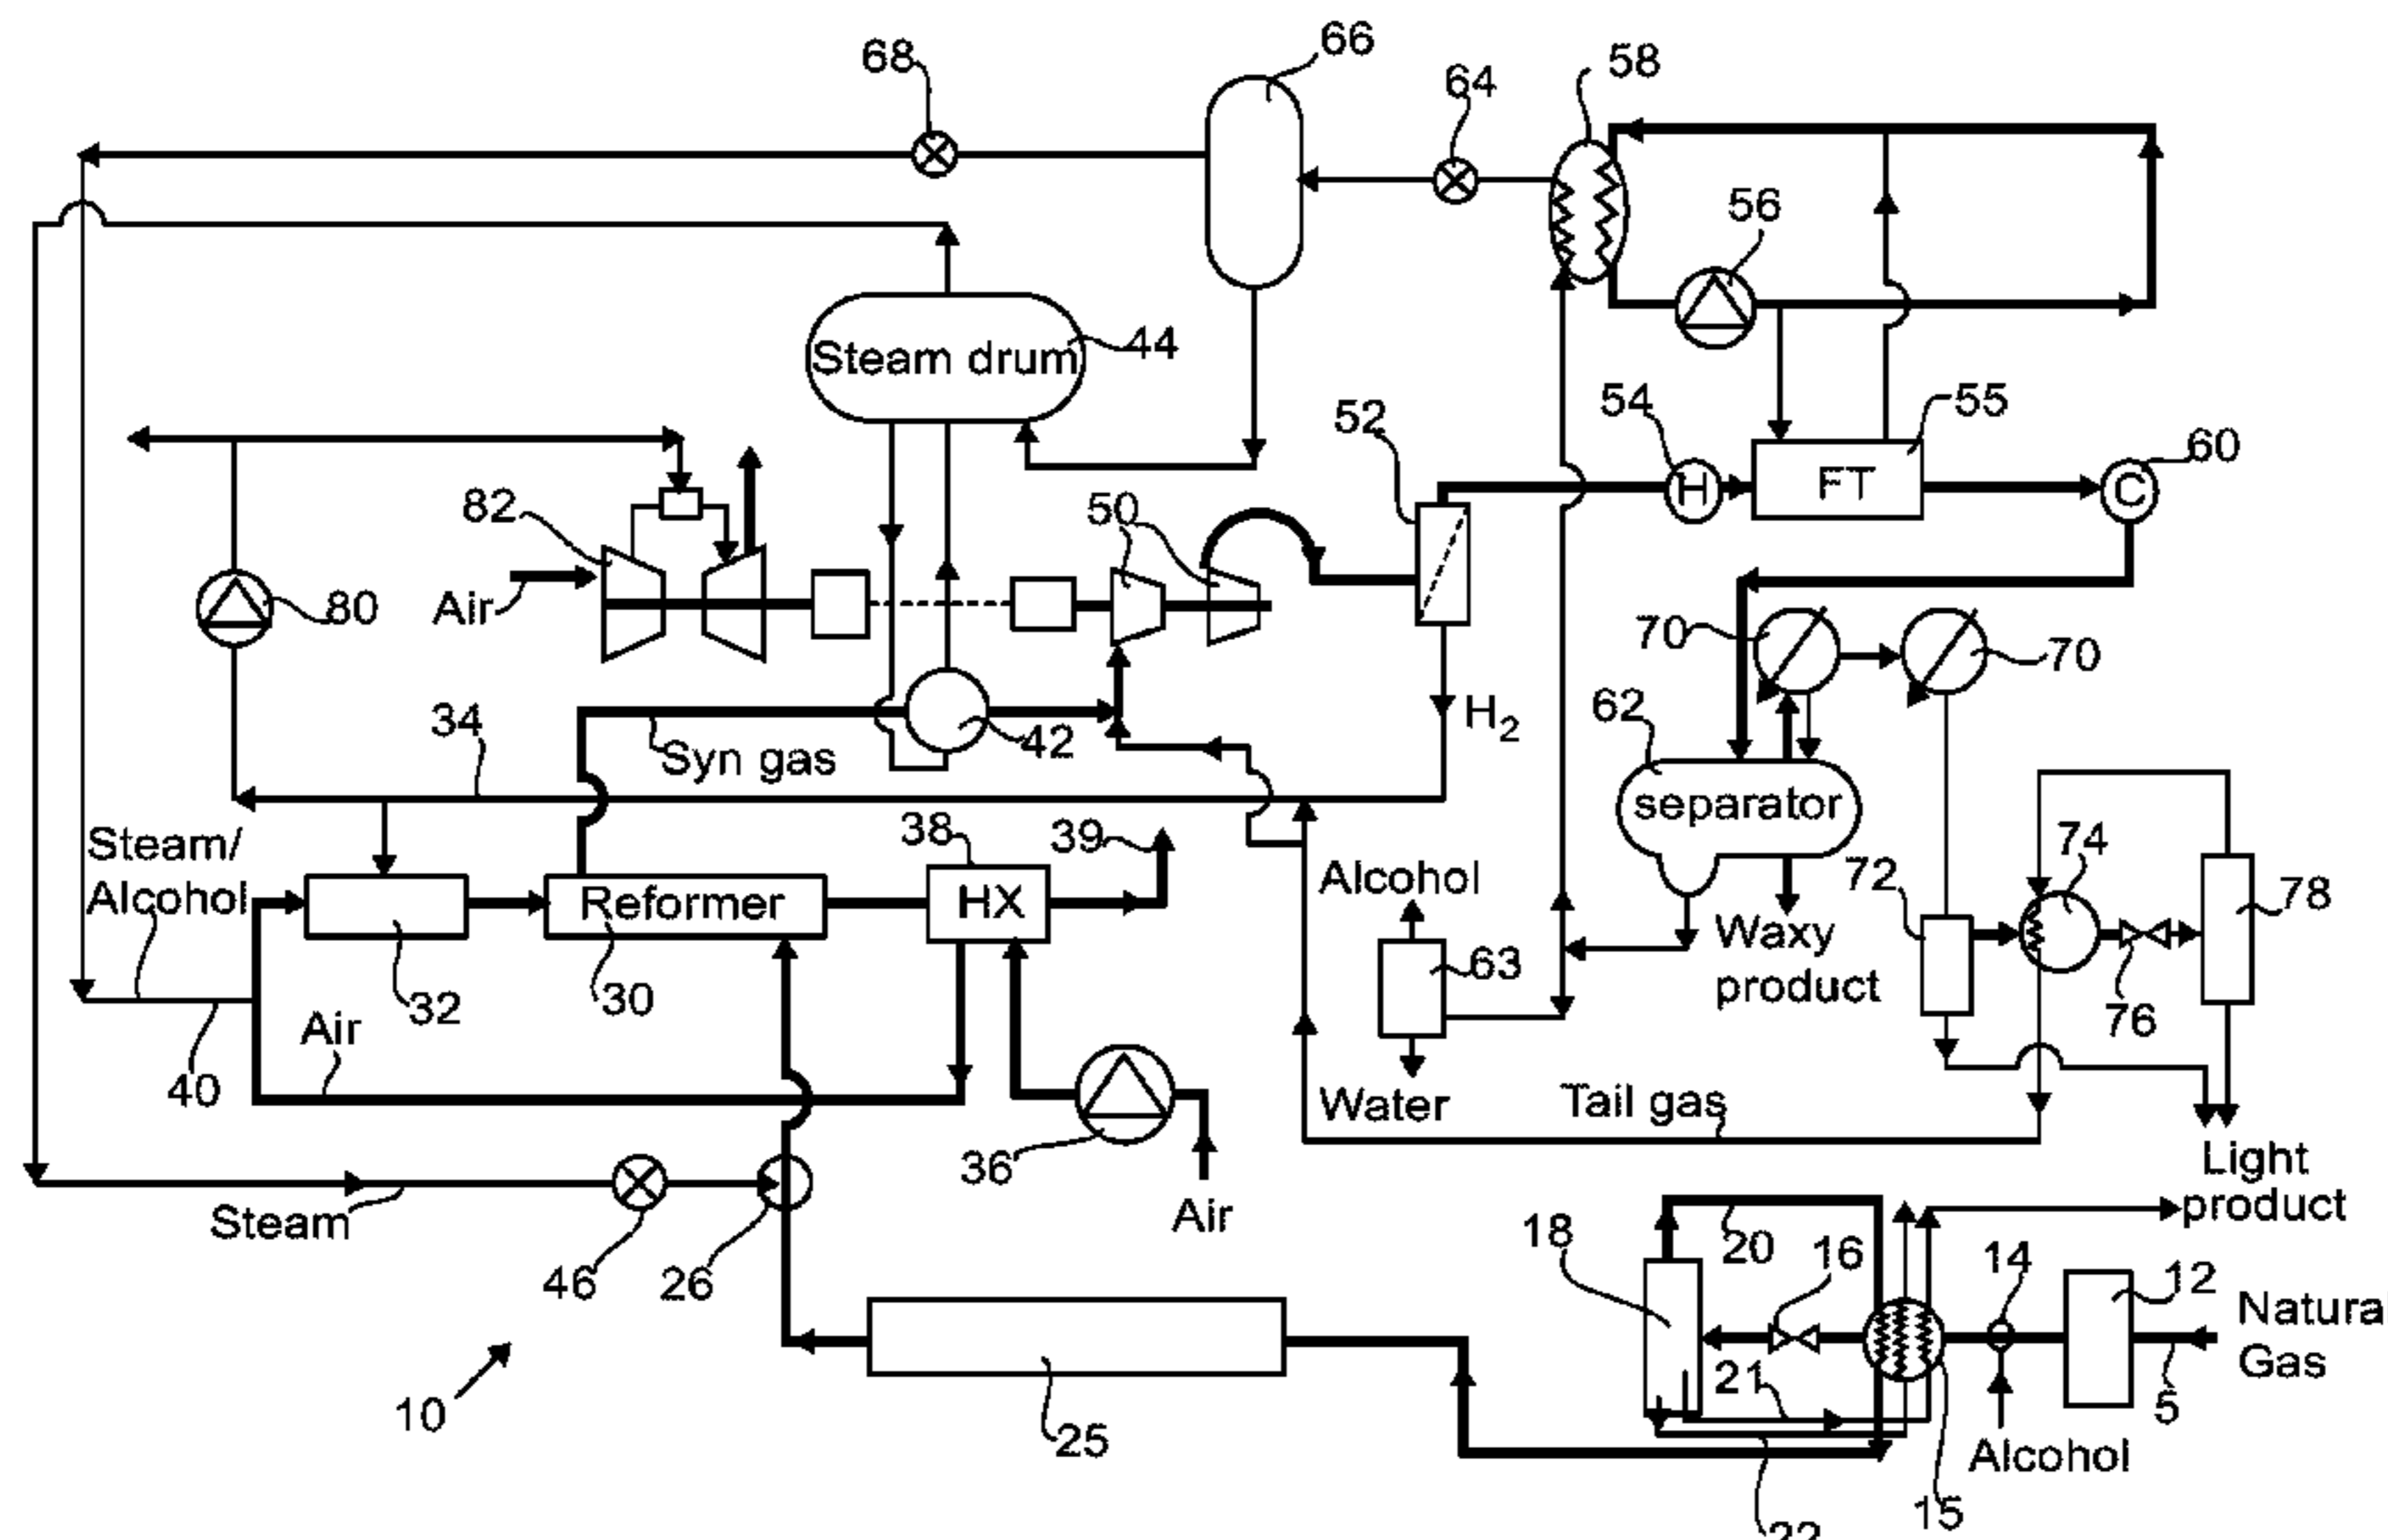 66
68
58
64
56
Steam drum
44
54
55
52
60
FT
H
C
82
50
Air
80
70
70
H2
34
62
42
Syn gas
separator
Steam/
Alcohol
38
39
74
Alcohol
72
78
Reformer
HX
Waxy
product
63
32
30
76
Air
40
Water
Tail gas
36
Light
product
Steam
Air
18
20
16
14
12
46
26
Natural
Gas
21
5
10
25
Alcohol
15
22